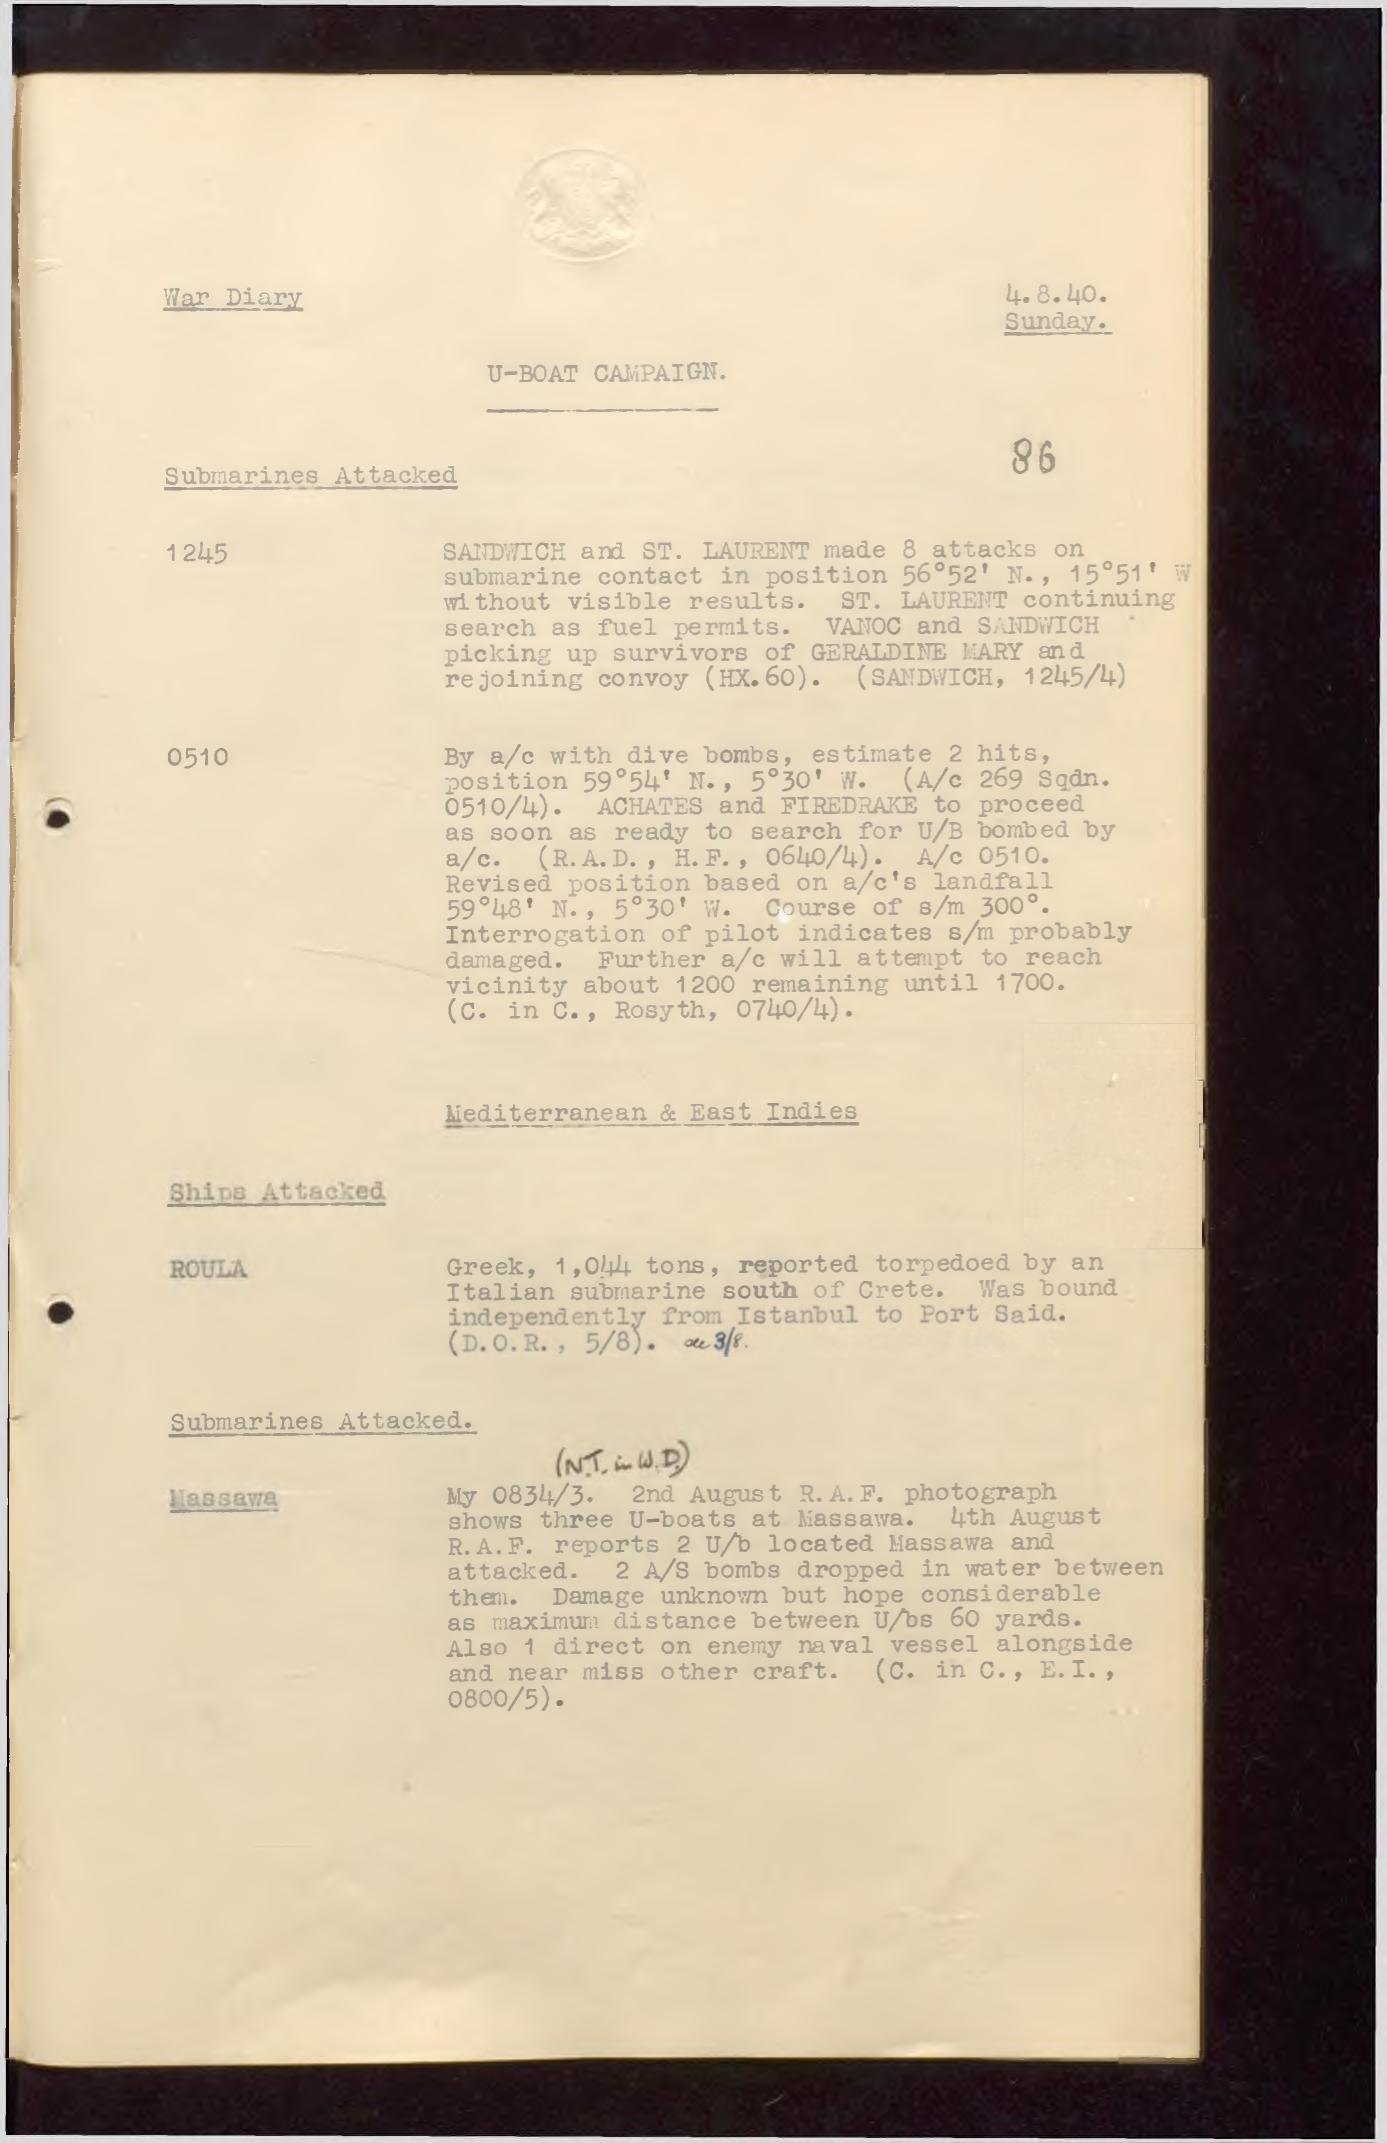 War Diary
4.8.40.
Sunday.
U-BOAT CAMPAIGN.
86
Submarines Attacked
1245
SANDWICH and ST. LAURENT made 8 attacks on
submarine contact in position 56°52' N., 15°51' W
without visible results. ST. LAURENT continuing
search as fuel permits. VANOC and SANDWICH
picking up survivors of GERALDINE MARY and
rejoining convoy (HX.60). (SANDWICH, 1245/4)
0510
By a/c with dive bombs, estimate 2 hits,
position 59°54' N., 5°30' W. (A/c 269 Sqdn.
0510/4). ACHATES and FIREDRAKE to proceed
as soon as ready to search for U/B bombed by
a/c. (R.A.D., H.F., 0640/4). A/c 0510.
Revised position based on a/c's landfall
59°48' N., 5°30' W. Course of s/m 300°.
Interrogation of pilot indicates s/m probably
damaged. Further a/c will attempt to reach
vicinity about 1200 remaining until 1700.
(C. in C., Rosyth, 0740/4).
Mediterranean & East Indies
Ships Attacked
ROULA
Greek, 1,044 tons, reported torpedoed by an
Italian submarine south of Crete. Was bound
independently from Istanbul to Port Said.
(D.O.R., 5/8). 3/8.
Submarines Attacked.
(N.T. in W.D.)
Massawa
My 0834/3. 2nd August R.A.F. photograph
shows three U-boats at Massawa. 4th August
R.A.F. reports 2 U/b located Massawa and
attacked. 2 A/S bombs dropped in water between
them. Damage unknown but hope considerable
as maximum distance between U/bs 60 yards.
Also 1 direct on enemy naval vessel alongside
and near miss other craft. (C. in C., E.I.,
0800/5).